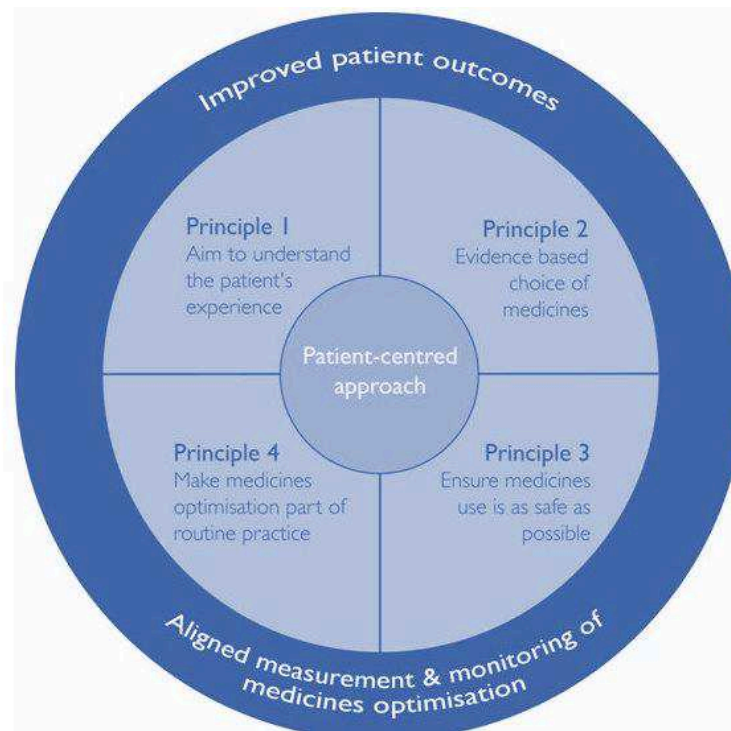 Improved patient outcomes
Principle 1
Aim to understand
the patient's
experience
Principle 2
Evidence based
choice of
medicines
Patient-centred
approach
Principle 4
Make medicines
optimisation part of
routine practice
Principle 3
Ensure medicines
use is as safe as
possible
Aligned measurement & monitoring of
medicines optimisation